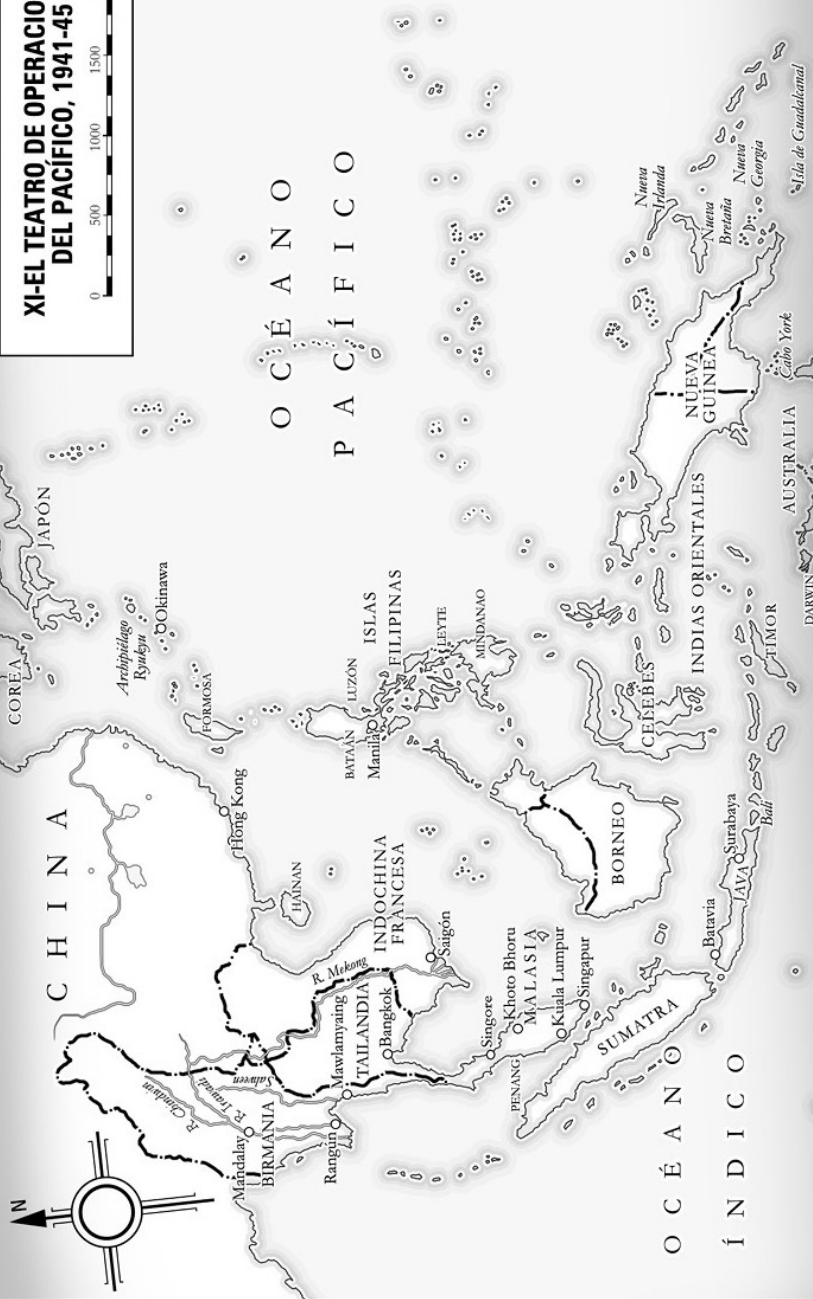 XI-EL TEATRO DE OPERACIO
DEL PACÍFICO, 1941-45
0 500 1000 1500
N
COREA
JAPÓN
CHINA
Archipiélago
Ryukyu
Okinawa
FORMOSA
Hong Kong
HAINAN
OCÉANO
PACÍFICO
R. Chindwin
R. Irawadi
Salween
Mandalay
BIRMANIA
Rangún
Mawlamyaing
TAILANDIA
Bangkok
R. Mekong
INDOCHINA
FRANCESA
Saigón
LUZÓN
BATAÁN
Manila
ISLAS
FILIPINAS
LEYTE
MINDANAO
Singore
Khoto Bhoru
PENANG
MALASIA
Kuala Lumpur
Singapur
SUMATRA
BORNEO
CELEBES
INDIAS ORIENTALES
Batavia
JAVA
Surabaya
Bali
TIMOR
NUEVA
GUINEA
Nueva
Irlanda
Nueva
Bretaña
Nueva
Georgia
Isla de Guadalcanal
Cabo York
AUSTRALIA
DARWIN
OCÉANO
ÍNDICO